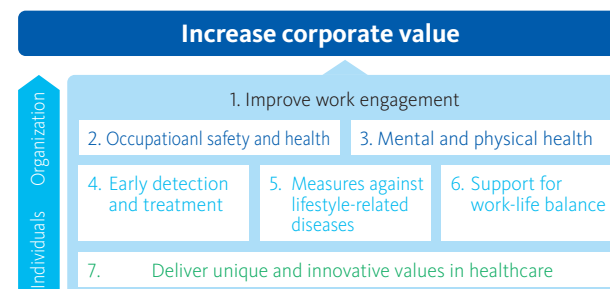 Increase corporate value
Organization
Individuals
1. Improve work engagement
2. Occupatioanl safety and health
3. Mental and physical health
4. Early detection
and treatment
5. Measures against
lifestyle-related
diseases
6. Support for
work-life balance
7. Deliver unique and innovative values in healthcare